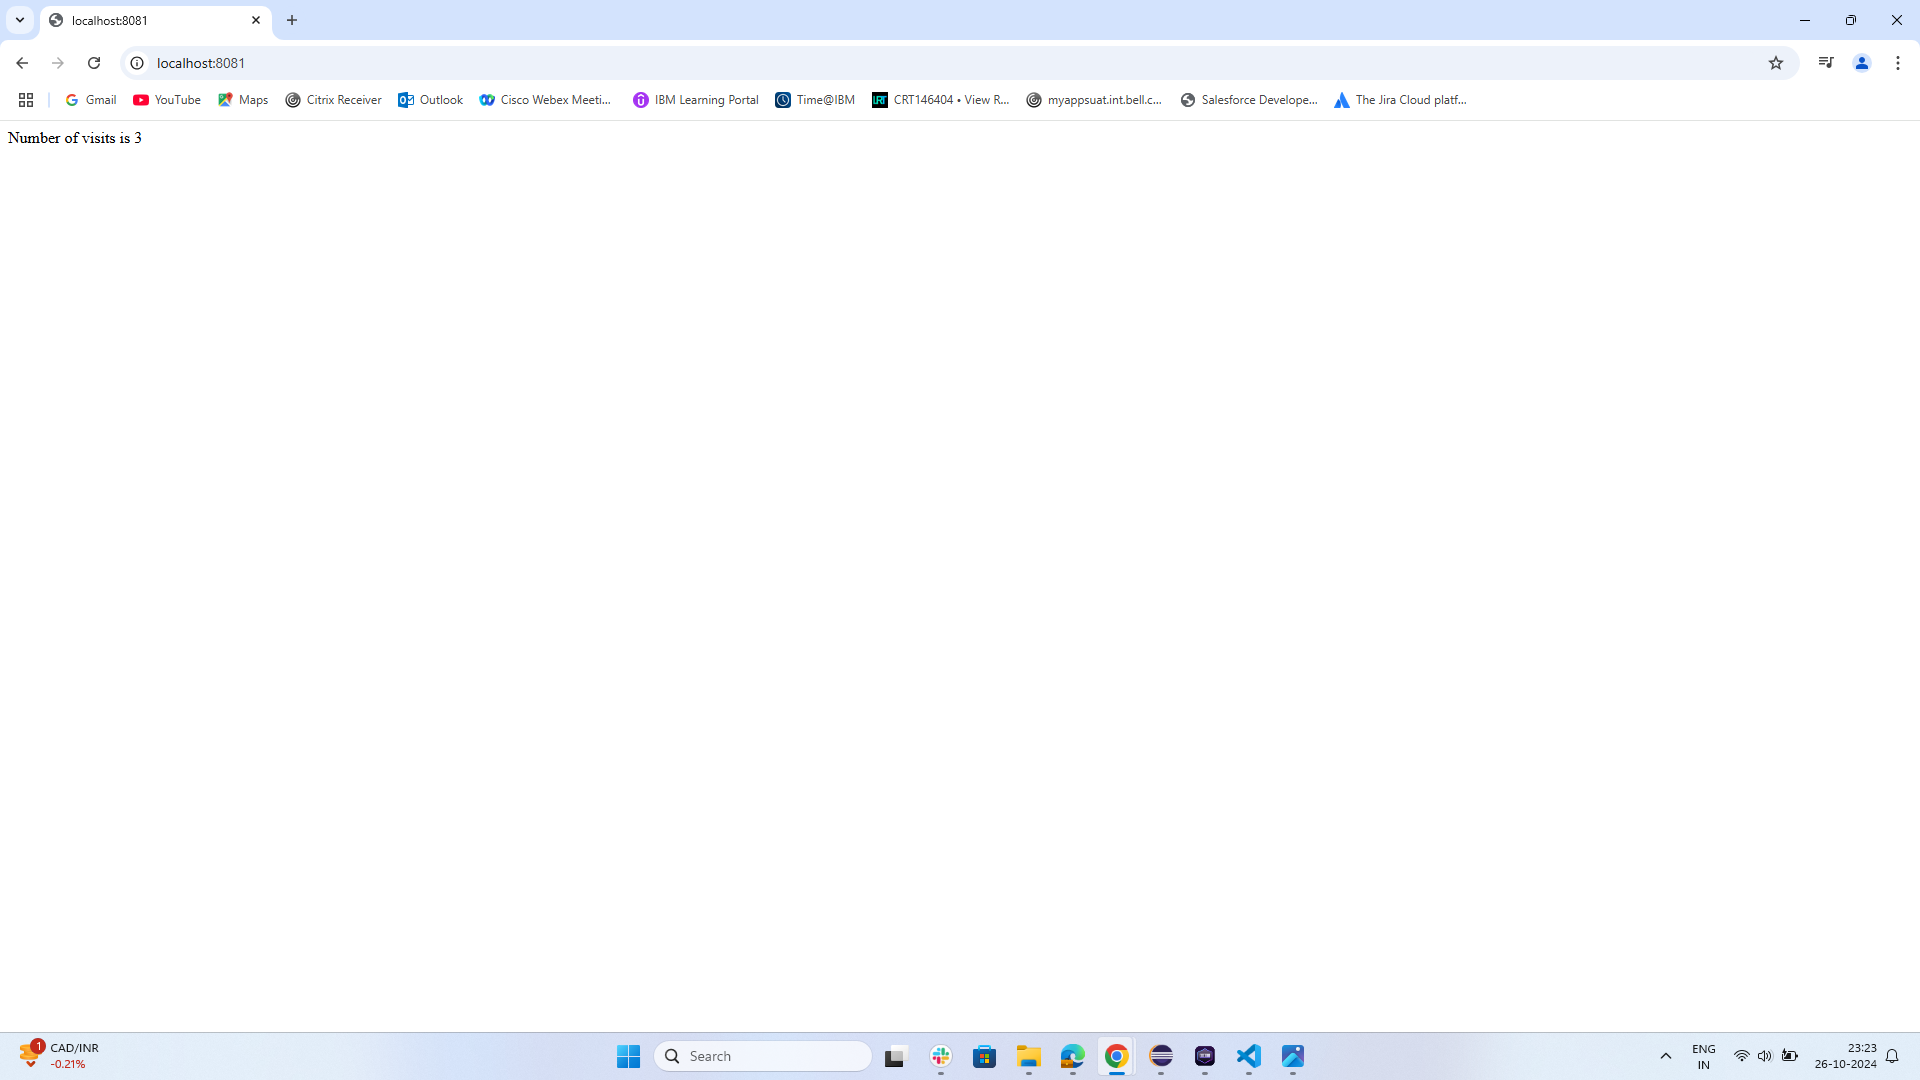 localhost:8081
localhost:8081
Gmail YouTube Maps Citrix Receiver Outlook Cisco Webex Meeti... IBM Learning Portal Time@IBM CRT146404 • View R... myappsuat.int.bell.c... Salesforce Develope... The Jira Cloud platf...
Number of visits is 3
1 CAD/INR
-0.21%
Search
ENG
IN
23:23
26-10-2024